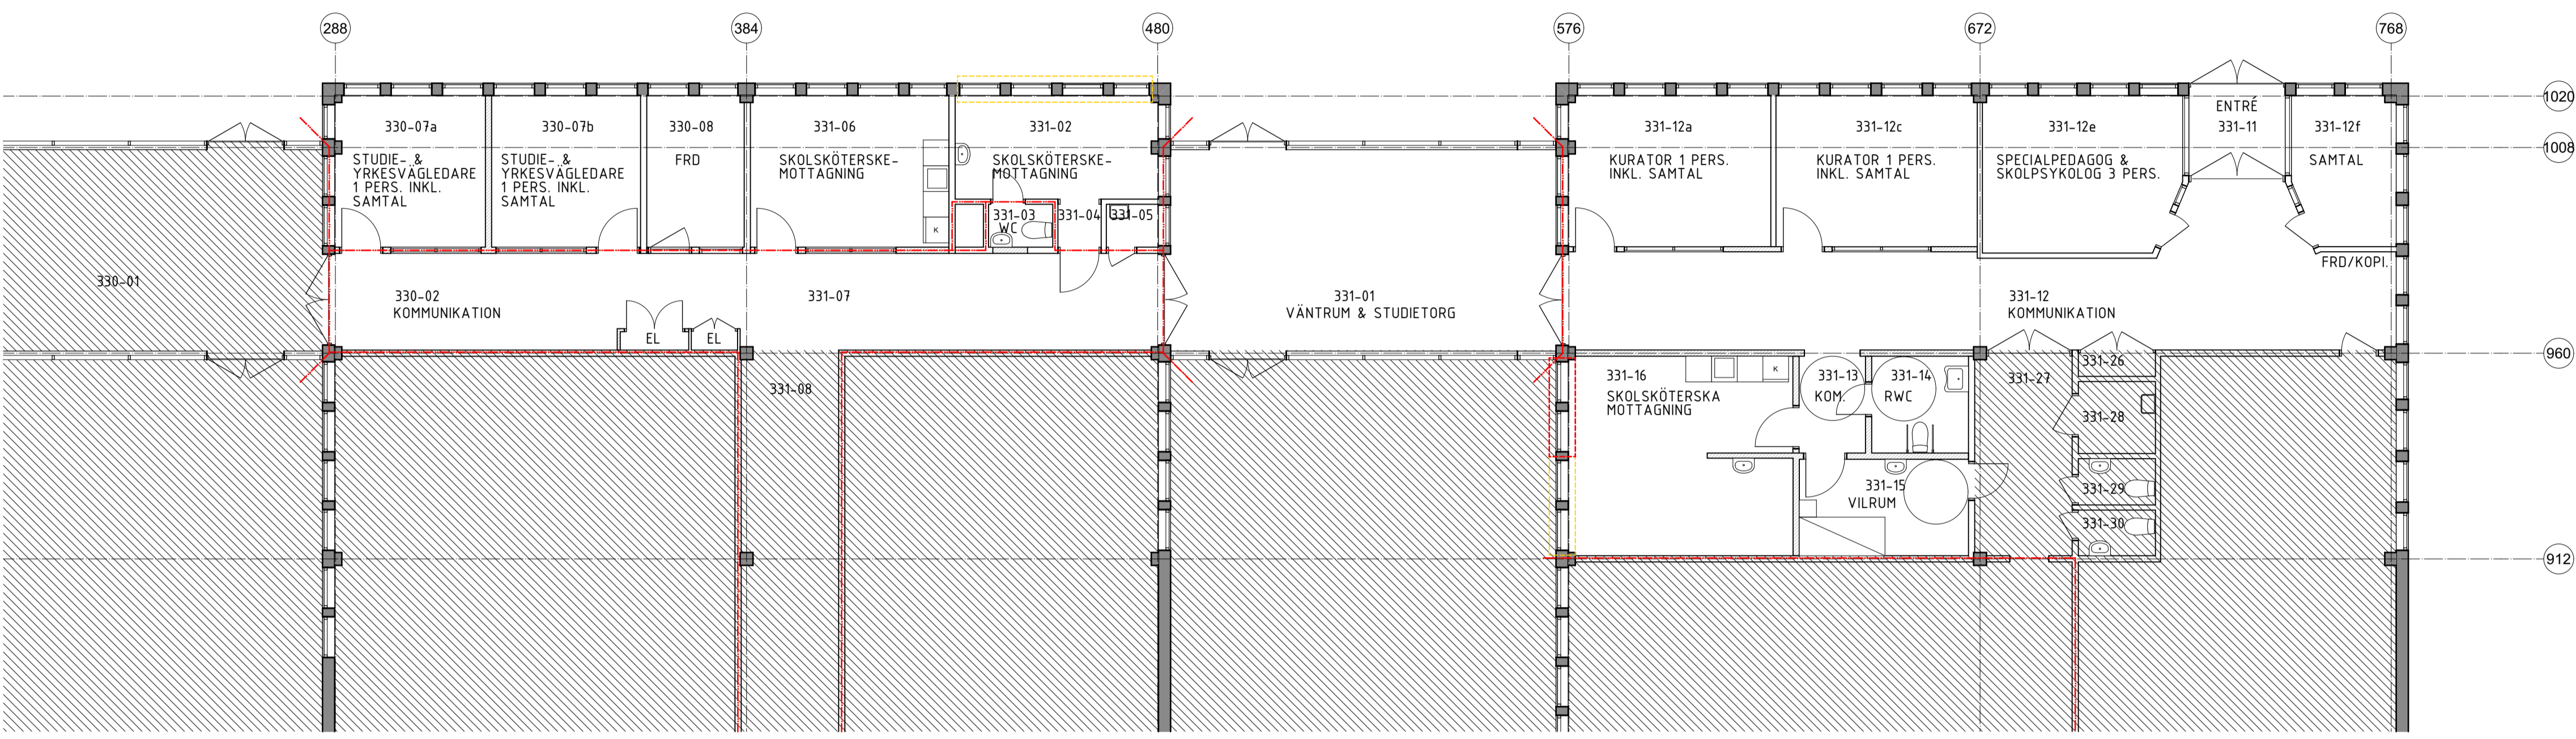 288
384
480
576
672
768
1020
1008
960
912
330-07a
STUDIE- &
YRKESVÄGLEDARE
1 PERS. INKL.
SAMTAL
330-07b
STUDIE- &
YRKESVÄGLEDARE
1 PERS. INKL.
SAMTAL
330-08
FRD
331-06
SKOLSKÖTERSKE-
MOTTAGNING
K
331-02
SKOLSKÖTERSKE-
MOTTAGNING
331-03
WC
331-04
331-05
331-12a
KURATOR 1 PERS.
INKL. SAMTAL
331-12c
KURATOR 1 PERS.
INKL. SAMTAL
331-12e
SPECIALPEDAGOG &
SKOLPSYKOLOG 3 PERS.
ENTRÉ
331-11
331-12f
SAMTAL
FRD/KOPI.
330-01
330-02
KOMMUNIKATION
EL
EL
331-07
331-01
VÄNTRUM & STUDIETORG
331-12
KOMMUNIKATION
331-08
331-16
SKOLSKÖTERSKA
MOTTAGNING
K
331-13
KOM.
331-14
RWC
331-15
VILRUM
331-27
331-26
331-28
331-29
331-30